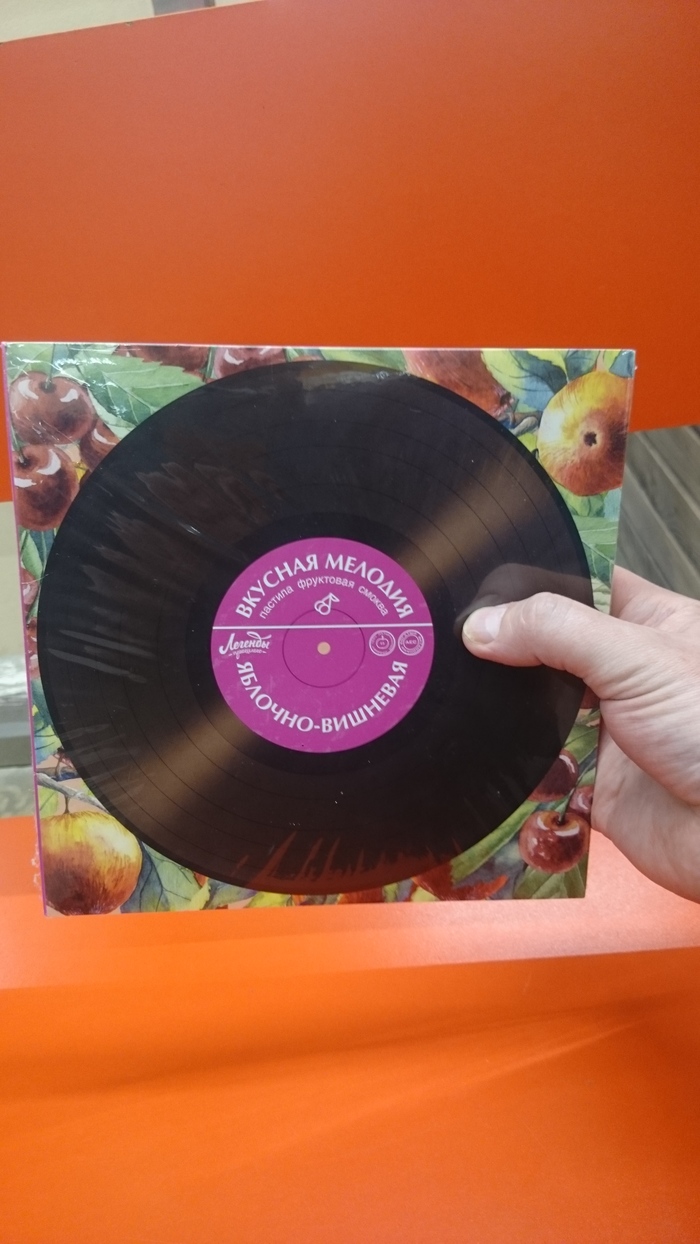 ВКУСНАЯ МЕЛОДИЯ
пастила фруктовая смоква
Легенды
ЯБЛОЧНО-ВИШНЕВАЯ